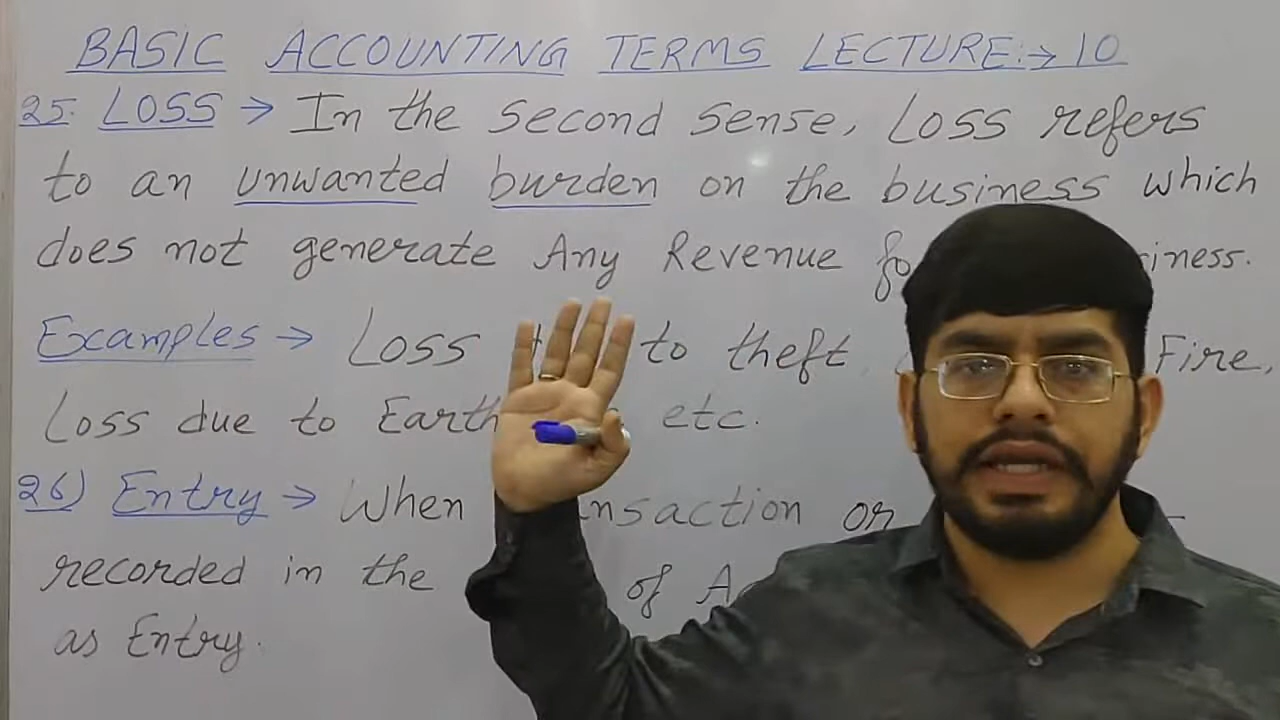 BASIC ACCOUNTING TERMS LECTURE:→ 10
25. LOSS → In the second sense, Loss refers
to an unwanted burden on the business which
does not generate Any Revenue
Examples → Loss to theft Fire,
Loss due to etc.
26) Entry → When or
recorded in the of
as Entry.